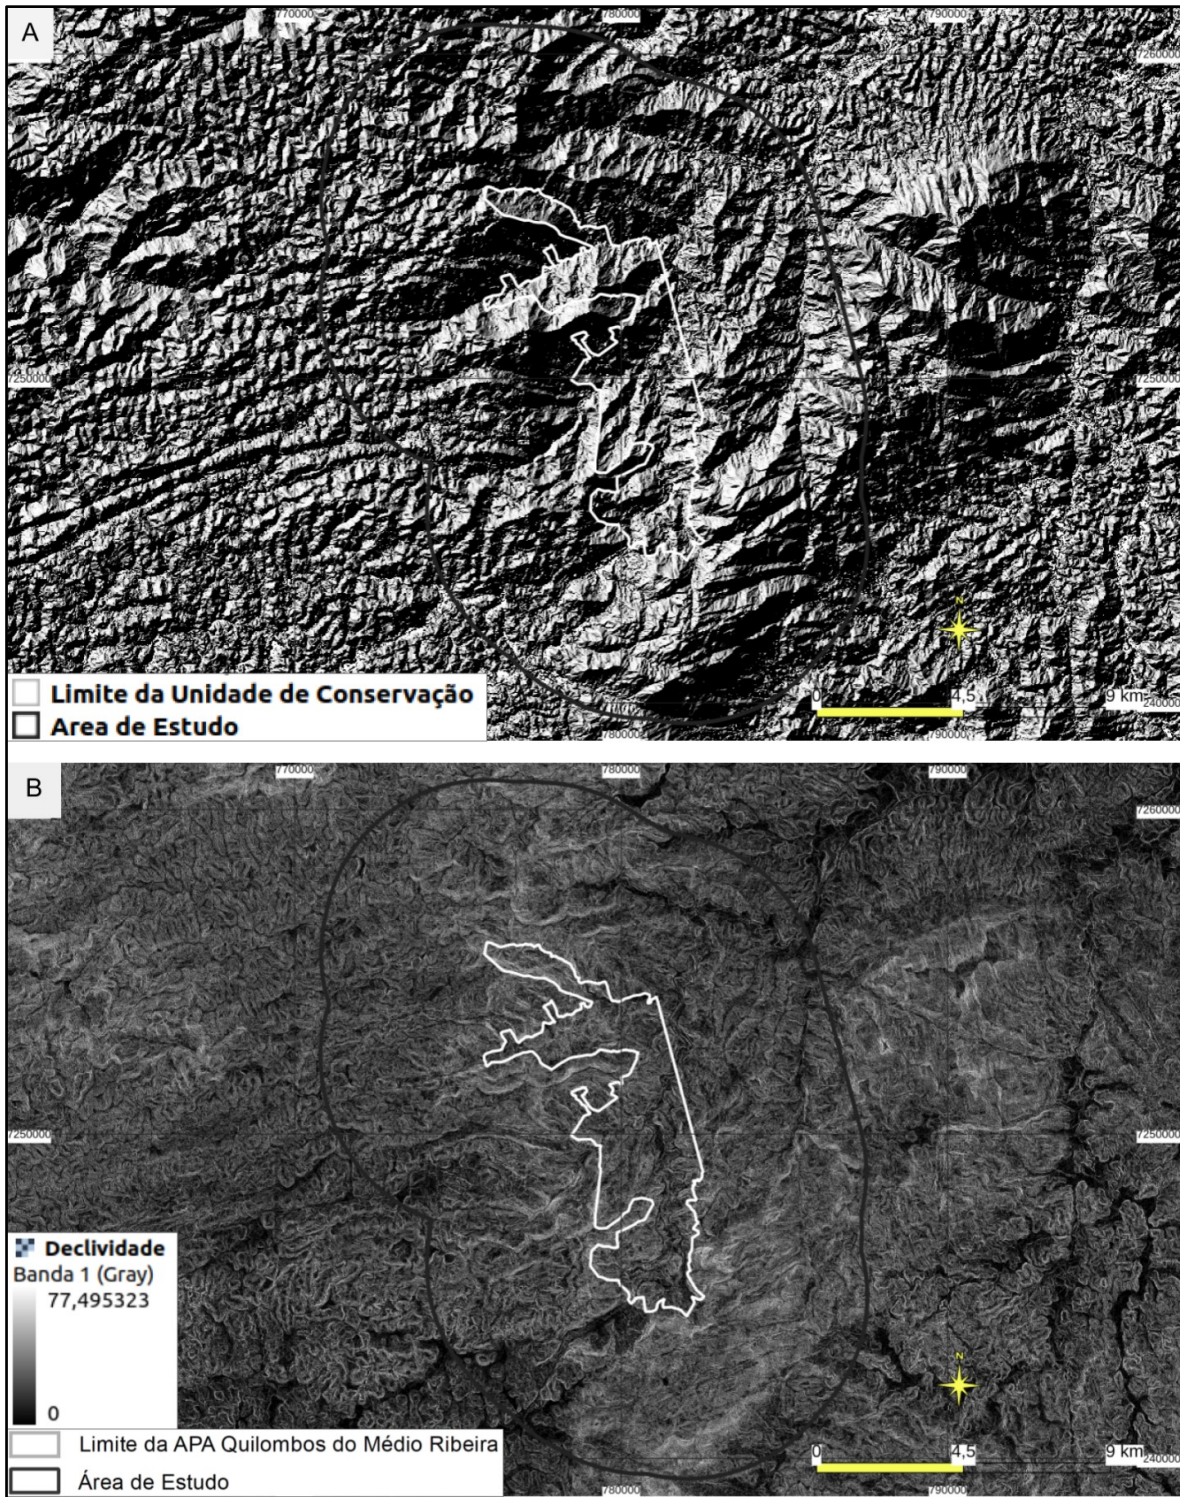 A
770000
780000
790000
7260000
7250000
7250000
N
Limite da Unidade de Conservação
Area de Estudo
0
4,5
9 km
240000
780000
790000
B
770000
780000
790000
7260000
7250000
7250000
Declividade
Banda 1 (Gray)
77,495323
0
N
Limite da APA Quilombos do Médio Ribeira
Área de Estudo
0
4,5
9 km
240000
780000
790000